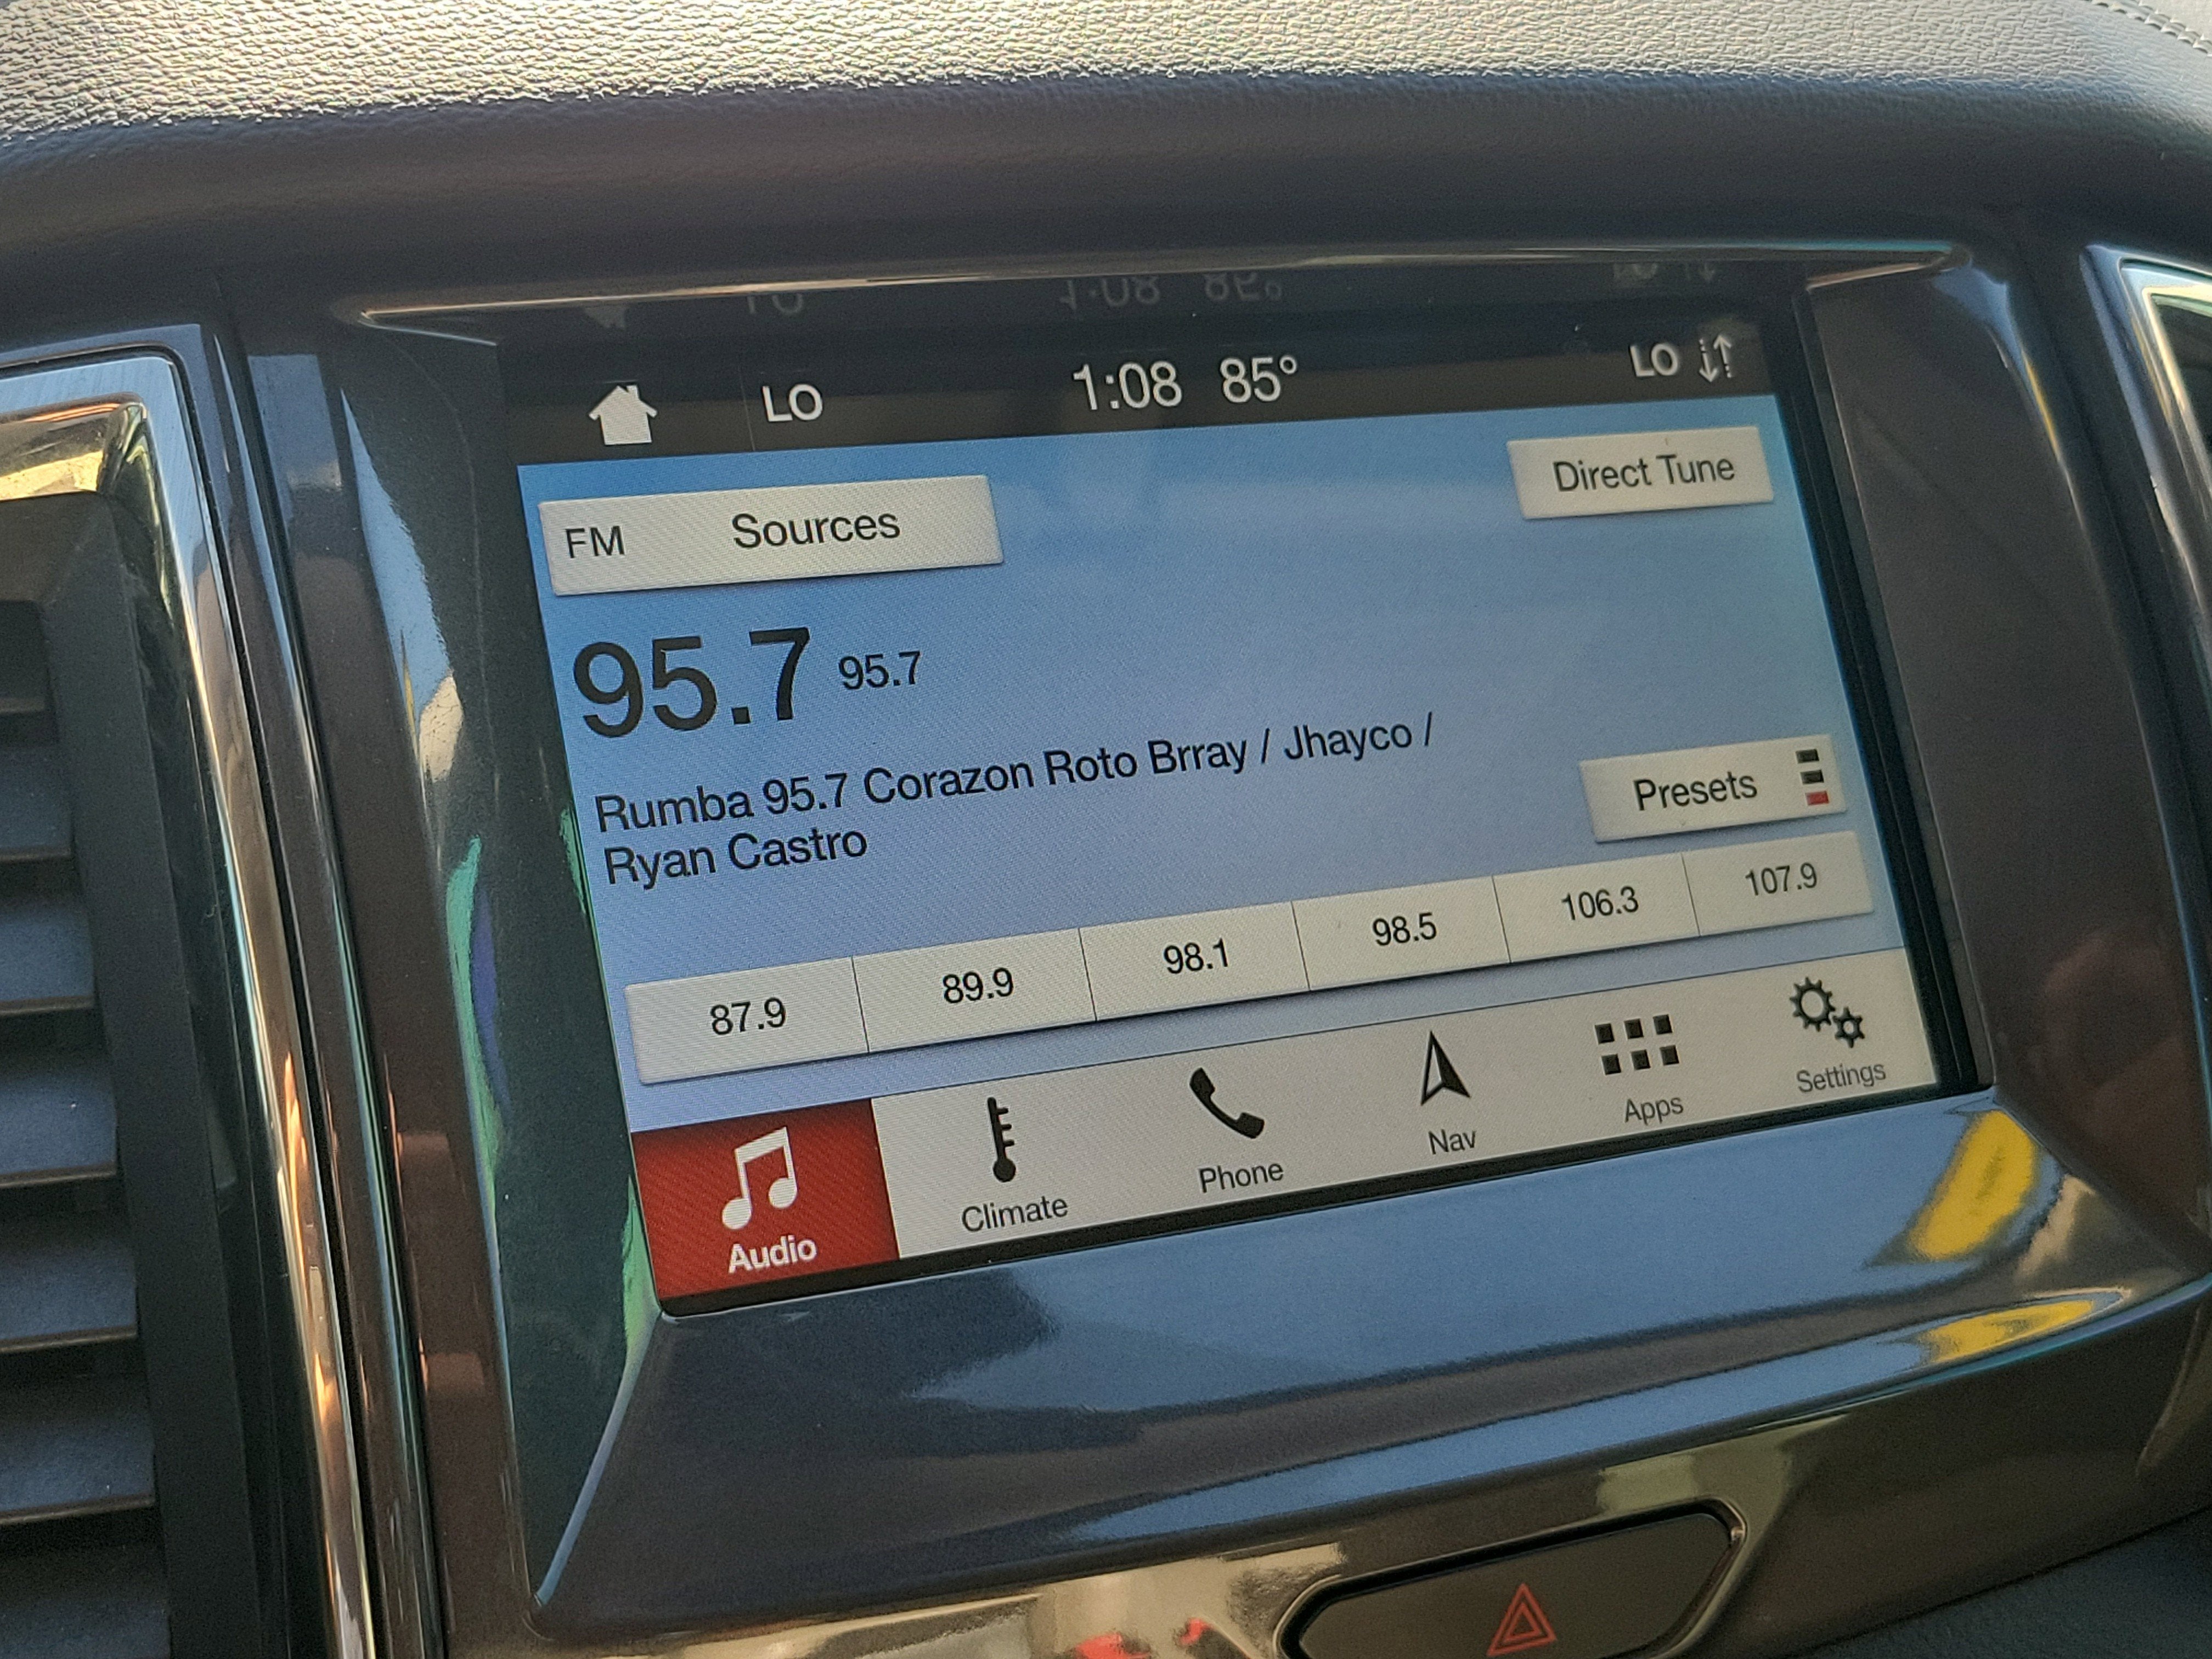 LO 1:08 85° LO
FM Sources
Direct Tune
95.7 95.7
Rumba 95.7 Corazon Roto Brray / Jhayco /
Ryan Castro
Presets
87.9 89.9 98.1 98.5 106.3 107.9
Audio Climate Phone Nav Apps Settings